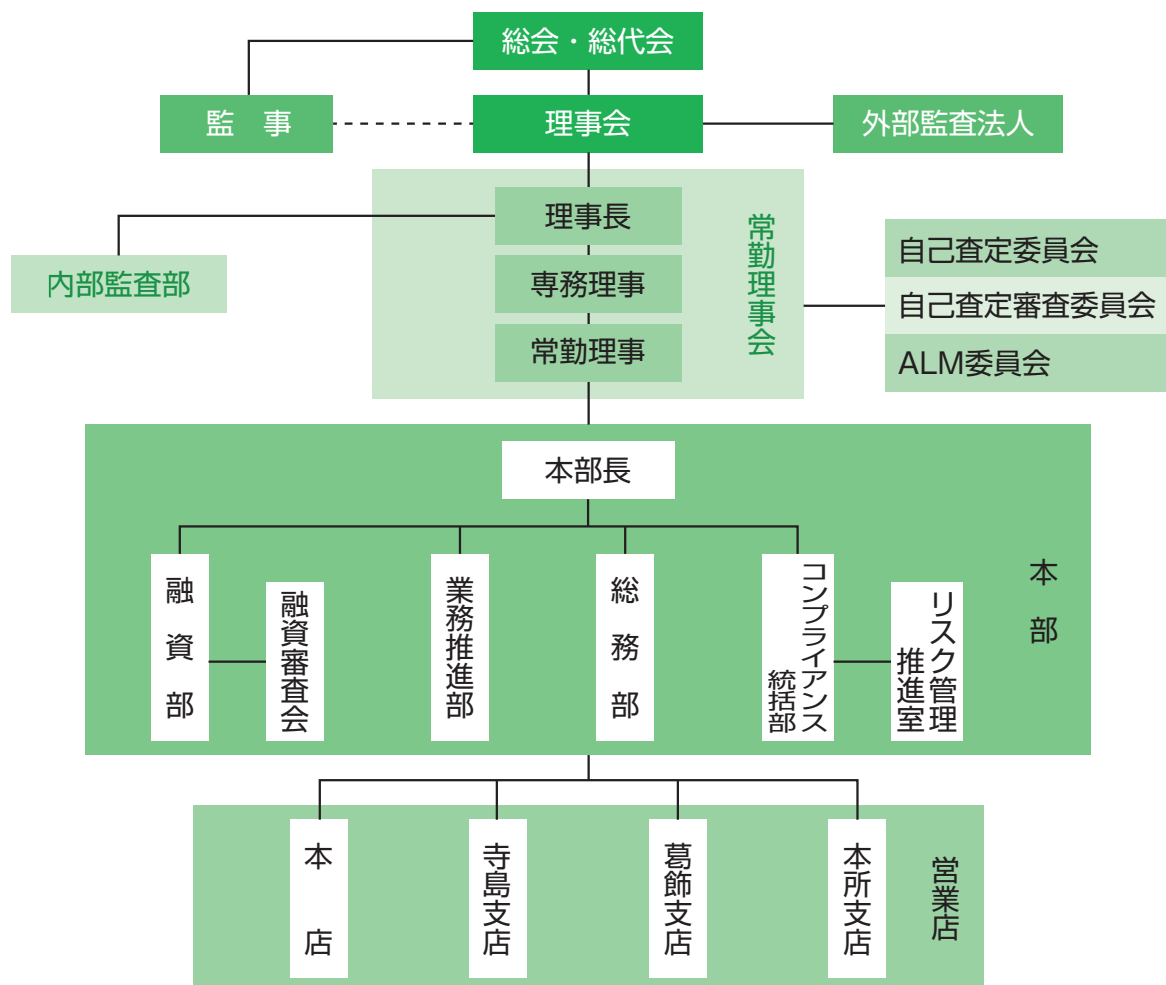 総会・総代会
監　事
理事会
外部監査法人
理事長
専務理事
常勤理事
常勤理事会
内部監査部
自己査定委員会
自己査定審査委員会
ALM委員会
本部長
融資部
融資審査会
業務推進部
総務部
コンプライアンス
統括部
リスク管理
推進室
本部
本店
寺島支店
葛飾支店
本所支店
営業店